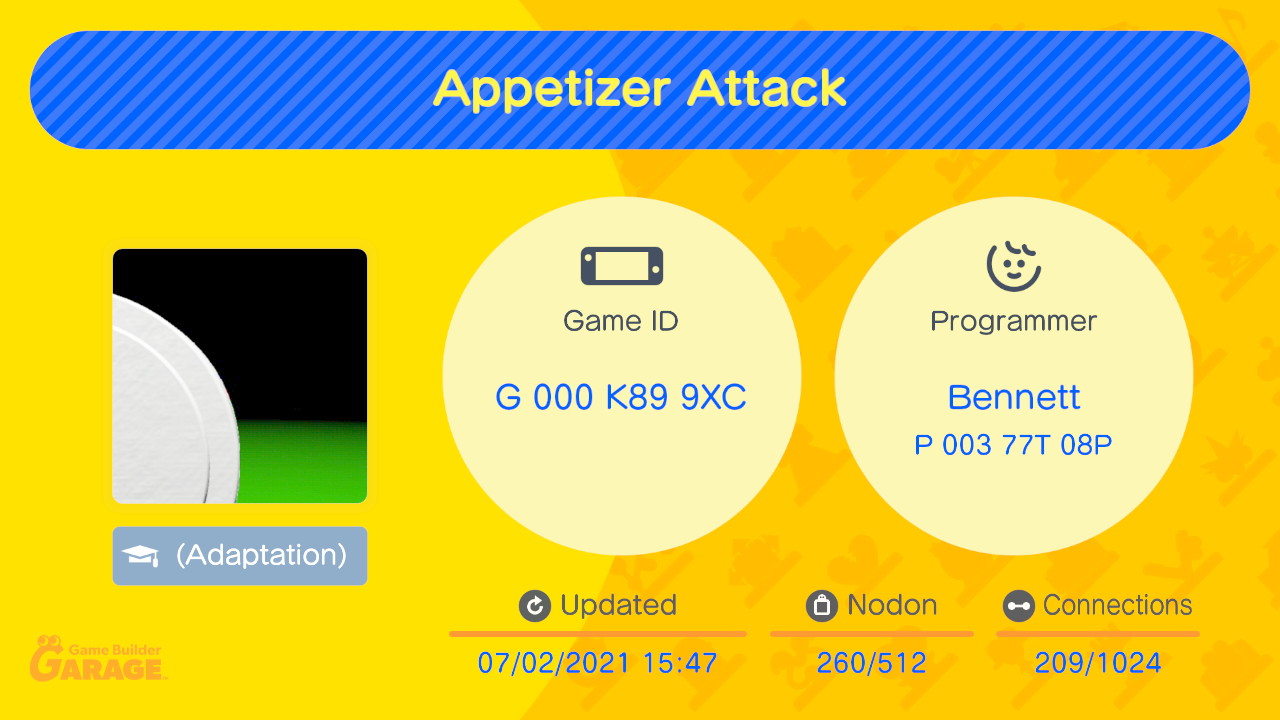 Appetizer Attack
Game ID
G 000 K89 9XC
Programmer
Bennett
P 003 77T 08P
(Adaptation)
Updated
07/02/2021 15:47
Nodon
260/512
Connections
209/1024
Game Builder
GARAGE